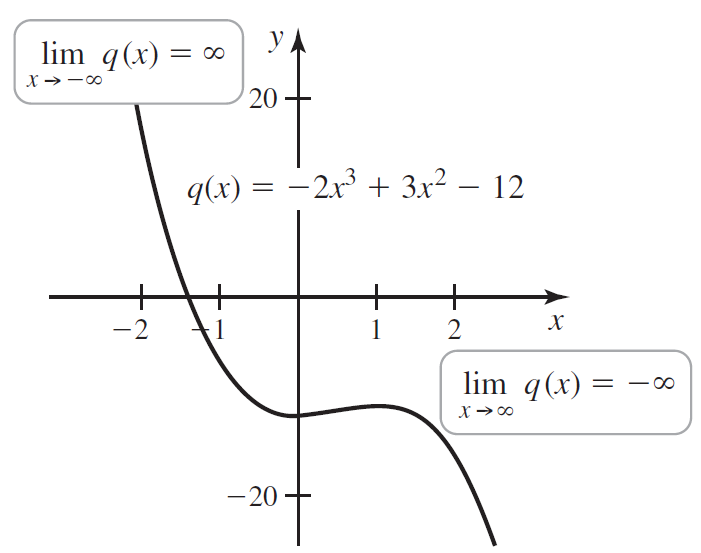 lim q(x) = ∞
x → −∞
y
20
q(x) = −2x³ + 3x² − 12
−2 −1 1 2 x
lim q(x) = −∞
x → ∞
−20